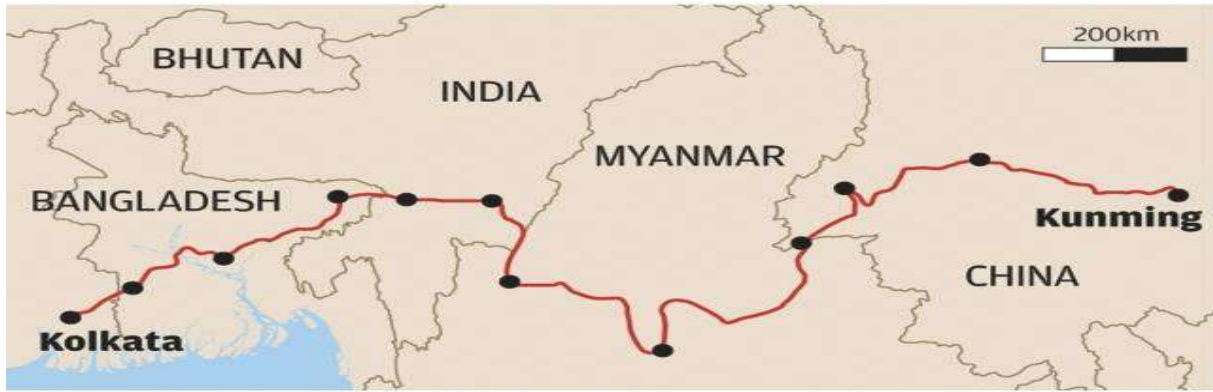 200km
BHUTAN
INDIA
MYANMAR
BANGLADESH
Kunming
CHINA
Kolkata